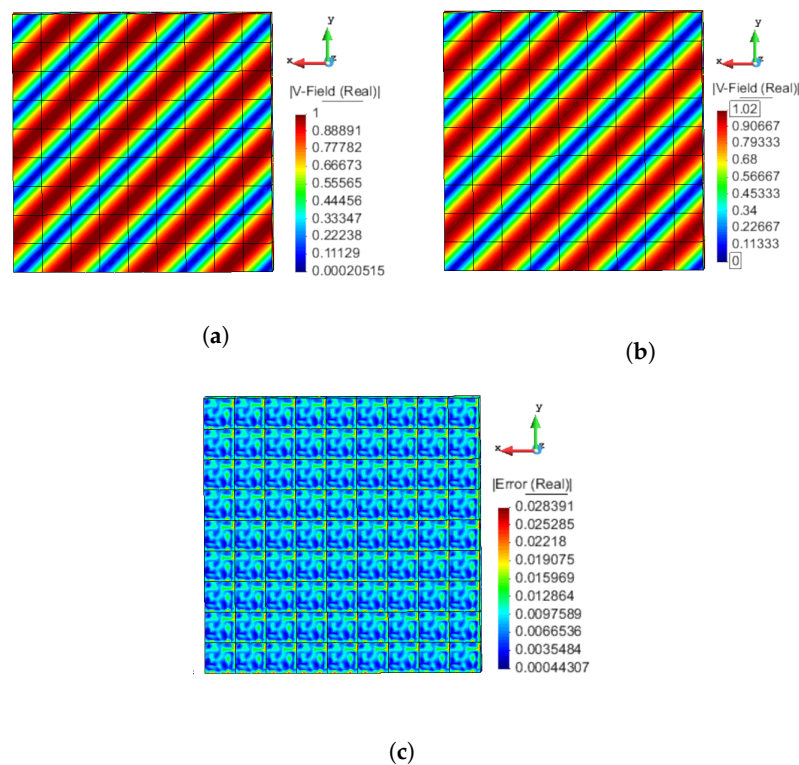 y
x
z
|V-Field (Real)|
1
0.88891
0.77782
0.66673
0.55565
0.44456
0.33347
0.22238
0.11129
0.00020515
(a)
y
x
z
|V-Field (Real)|
1.02
0.90667
0.79333
0.68
0.56667
0.45333
0.34
0.22667
0.11333
0
(b)
y
x
z
|Error (Real)|
0.028391
0.025285
0.02218
0.019075
0.015969
0.012864
0.0097589
0.0066536
0.0035484
0.00044307
(c)